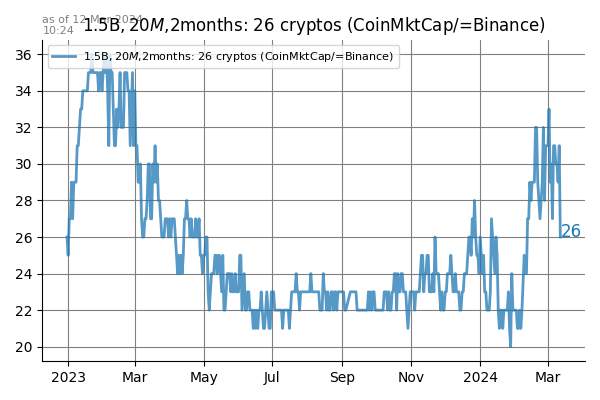 as of 12 Mar 2024
10:24
1.5B, 20M,2months: 26 cryptos (CoinMktCap/=Binance)
1.5B, 20M,2months: 26 cryptos (CoinMktCap/=Binance)
36
34
32
30
28
26
24
22
20
26
2023
Mar
May
Jul
Sep
Nov
2024
Mar